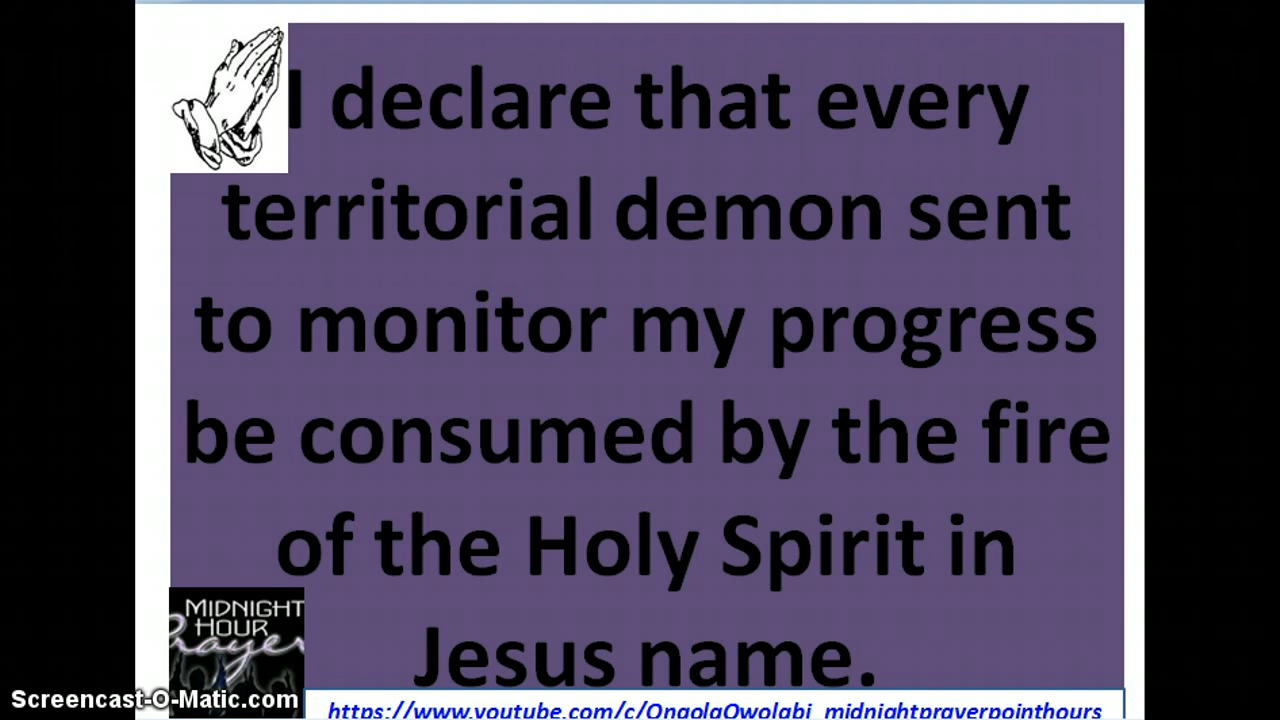 I declare that every
territorial demon sent
to monitor my progress
be consumed by the fire
of the Holy Spirit in
Jesus name.
MIDNIGHT
HOUR
Prayer
Screencast-O-Matic.com
https://www.youtube.com/c/OngolaOwolabi_midnightprayerpointhours